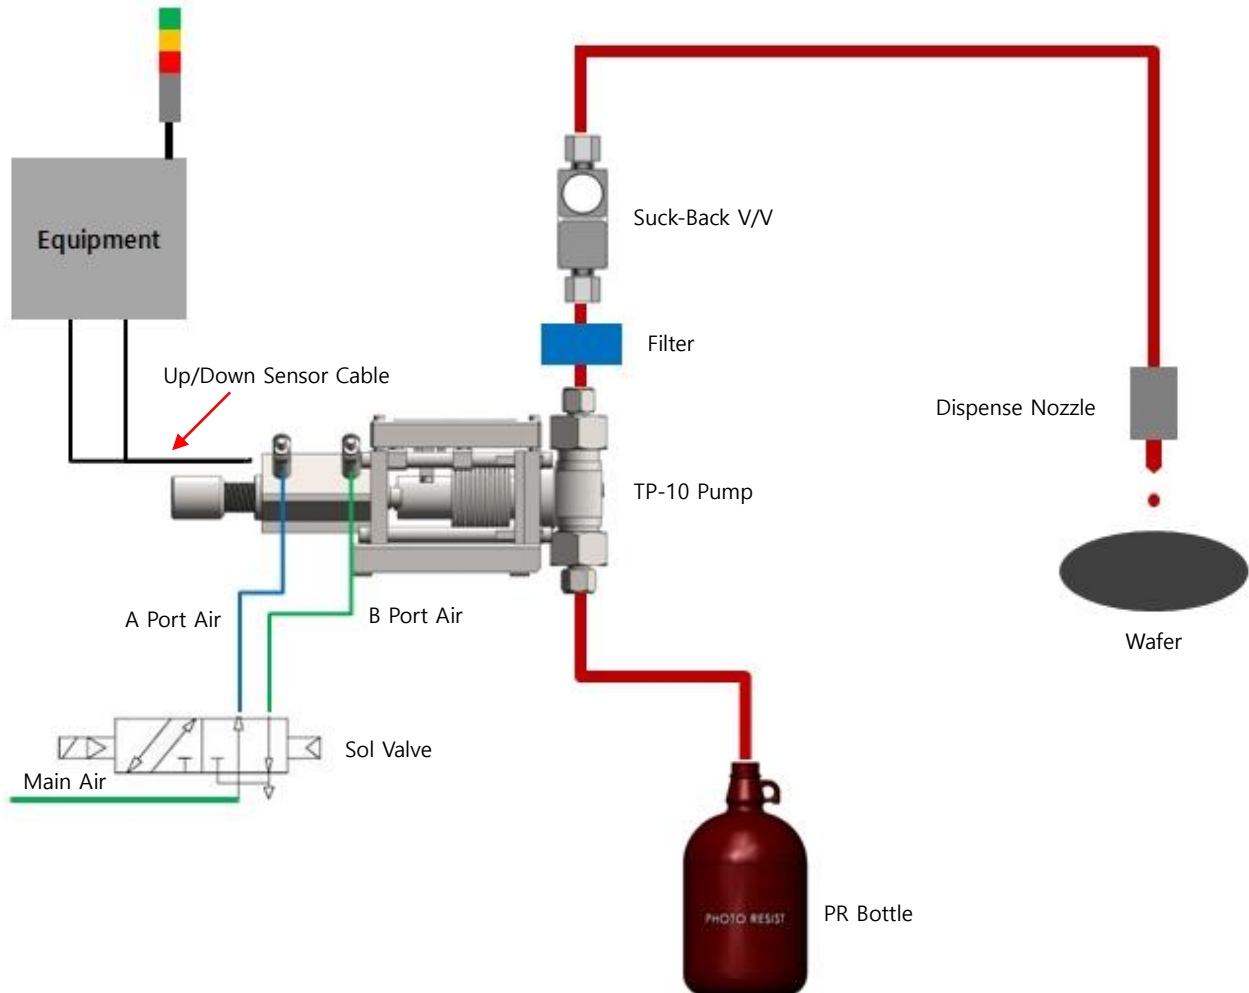 Suck-Back V/V
Equipment
Filter
Up/Down Sensor Cable
Dispense Nozzle
TP-10 Pump
A Port Air
B Port Air
Wafer
Sol Valve
Main Air
PHOTO RESIST
PR Bottle